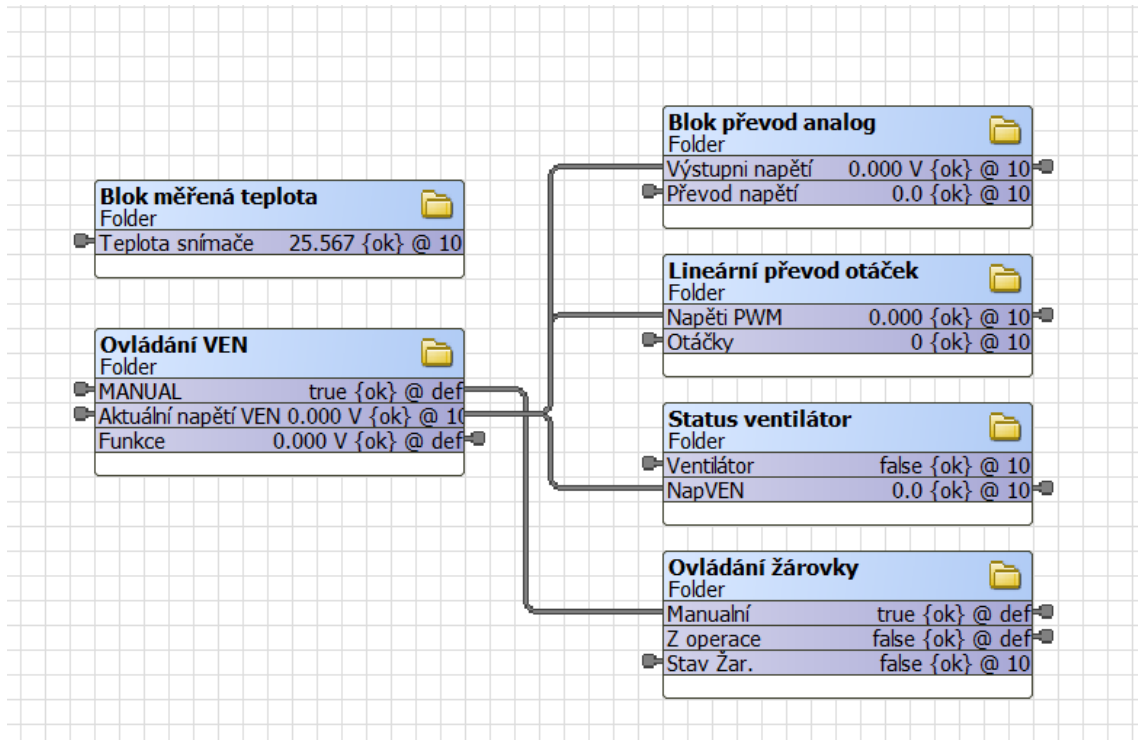 Blok měřená teplota
Folder
Teplota snímače 25.567 {ok} @ 10
Ovládání VEN
Folder
MANUAL true {ok} @ def
Aktuální napětí VEN 0.000 V {ok} @ 10
Funkce 0.000 V {ok} @ def
Blok převod analog
Folder
Výstupni napětí 0.000 V {ok} @ 10
Převod napětí 0.0 {ok} @ 10
Lineární převod otáček
Folder
Napěti PWM 0.000 {ok} @ 10
Otáčky 0 {ok} @ 10
Status ventilátor
Folder
Ventilátor false {ok} @ 10
NapVEN 0.0 {ok} @ 10
Ovládání žárovky
Folder
Manualní true {ok} @ def
Z operace false {ok} @ def
Stav Žar. false {ok} @ 10